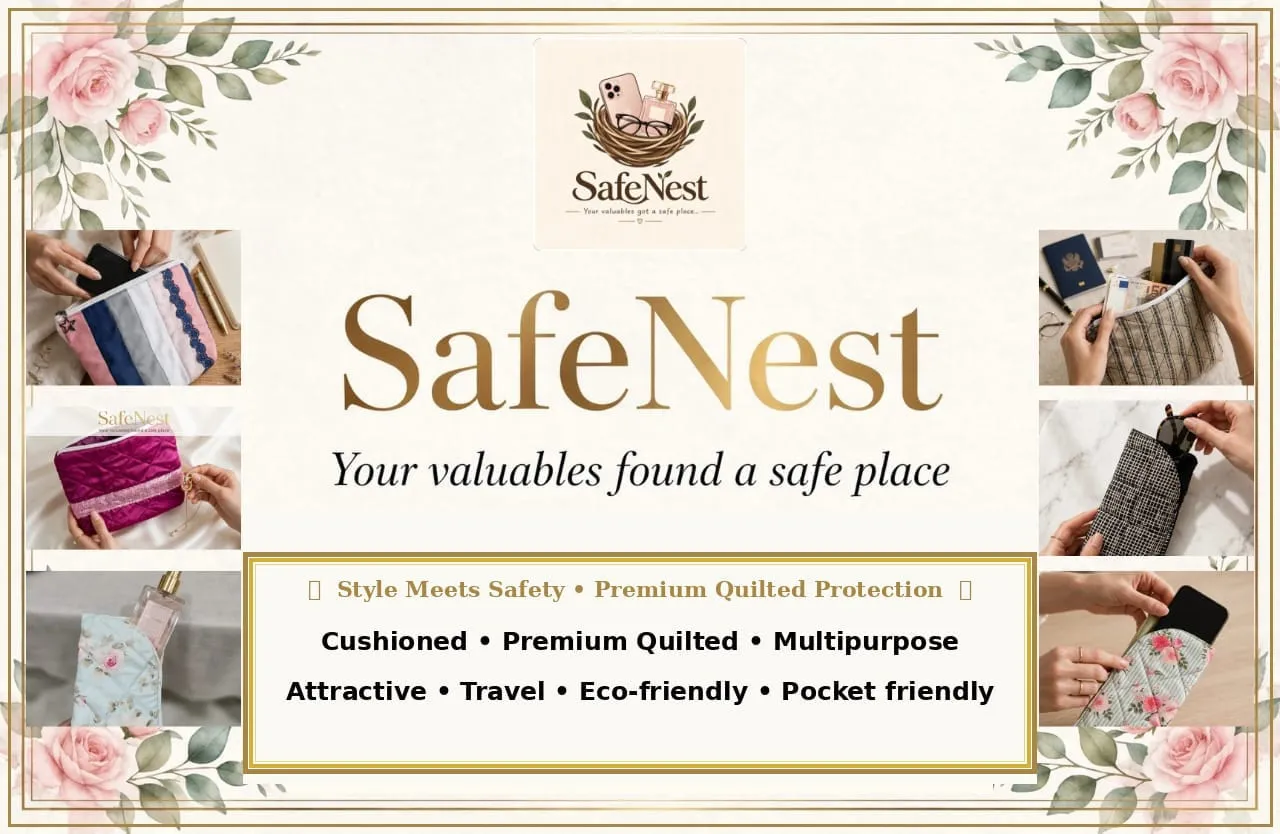 SafeNest
Your valuables got a safe place...
SafeNest
Your valuables found a safe place
SafeNest
Style Meets Safety • Premium Quilted Protection
Cushioned • Premium Quilted • Multipurpose
Attractive • Travel • Eco-friendly • Pocket friendly